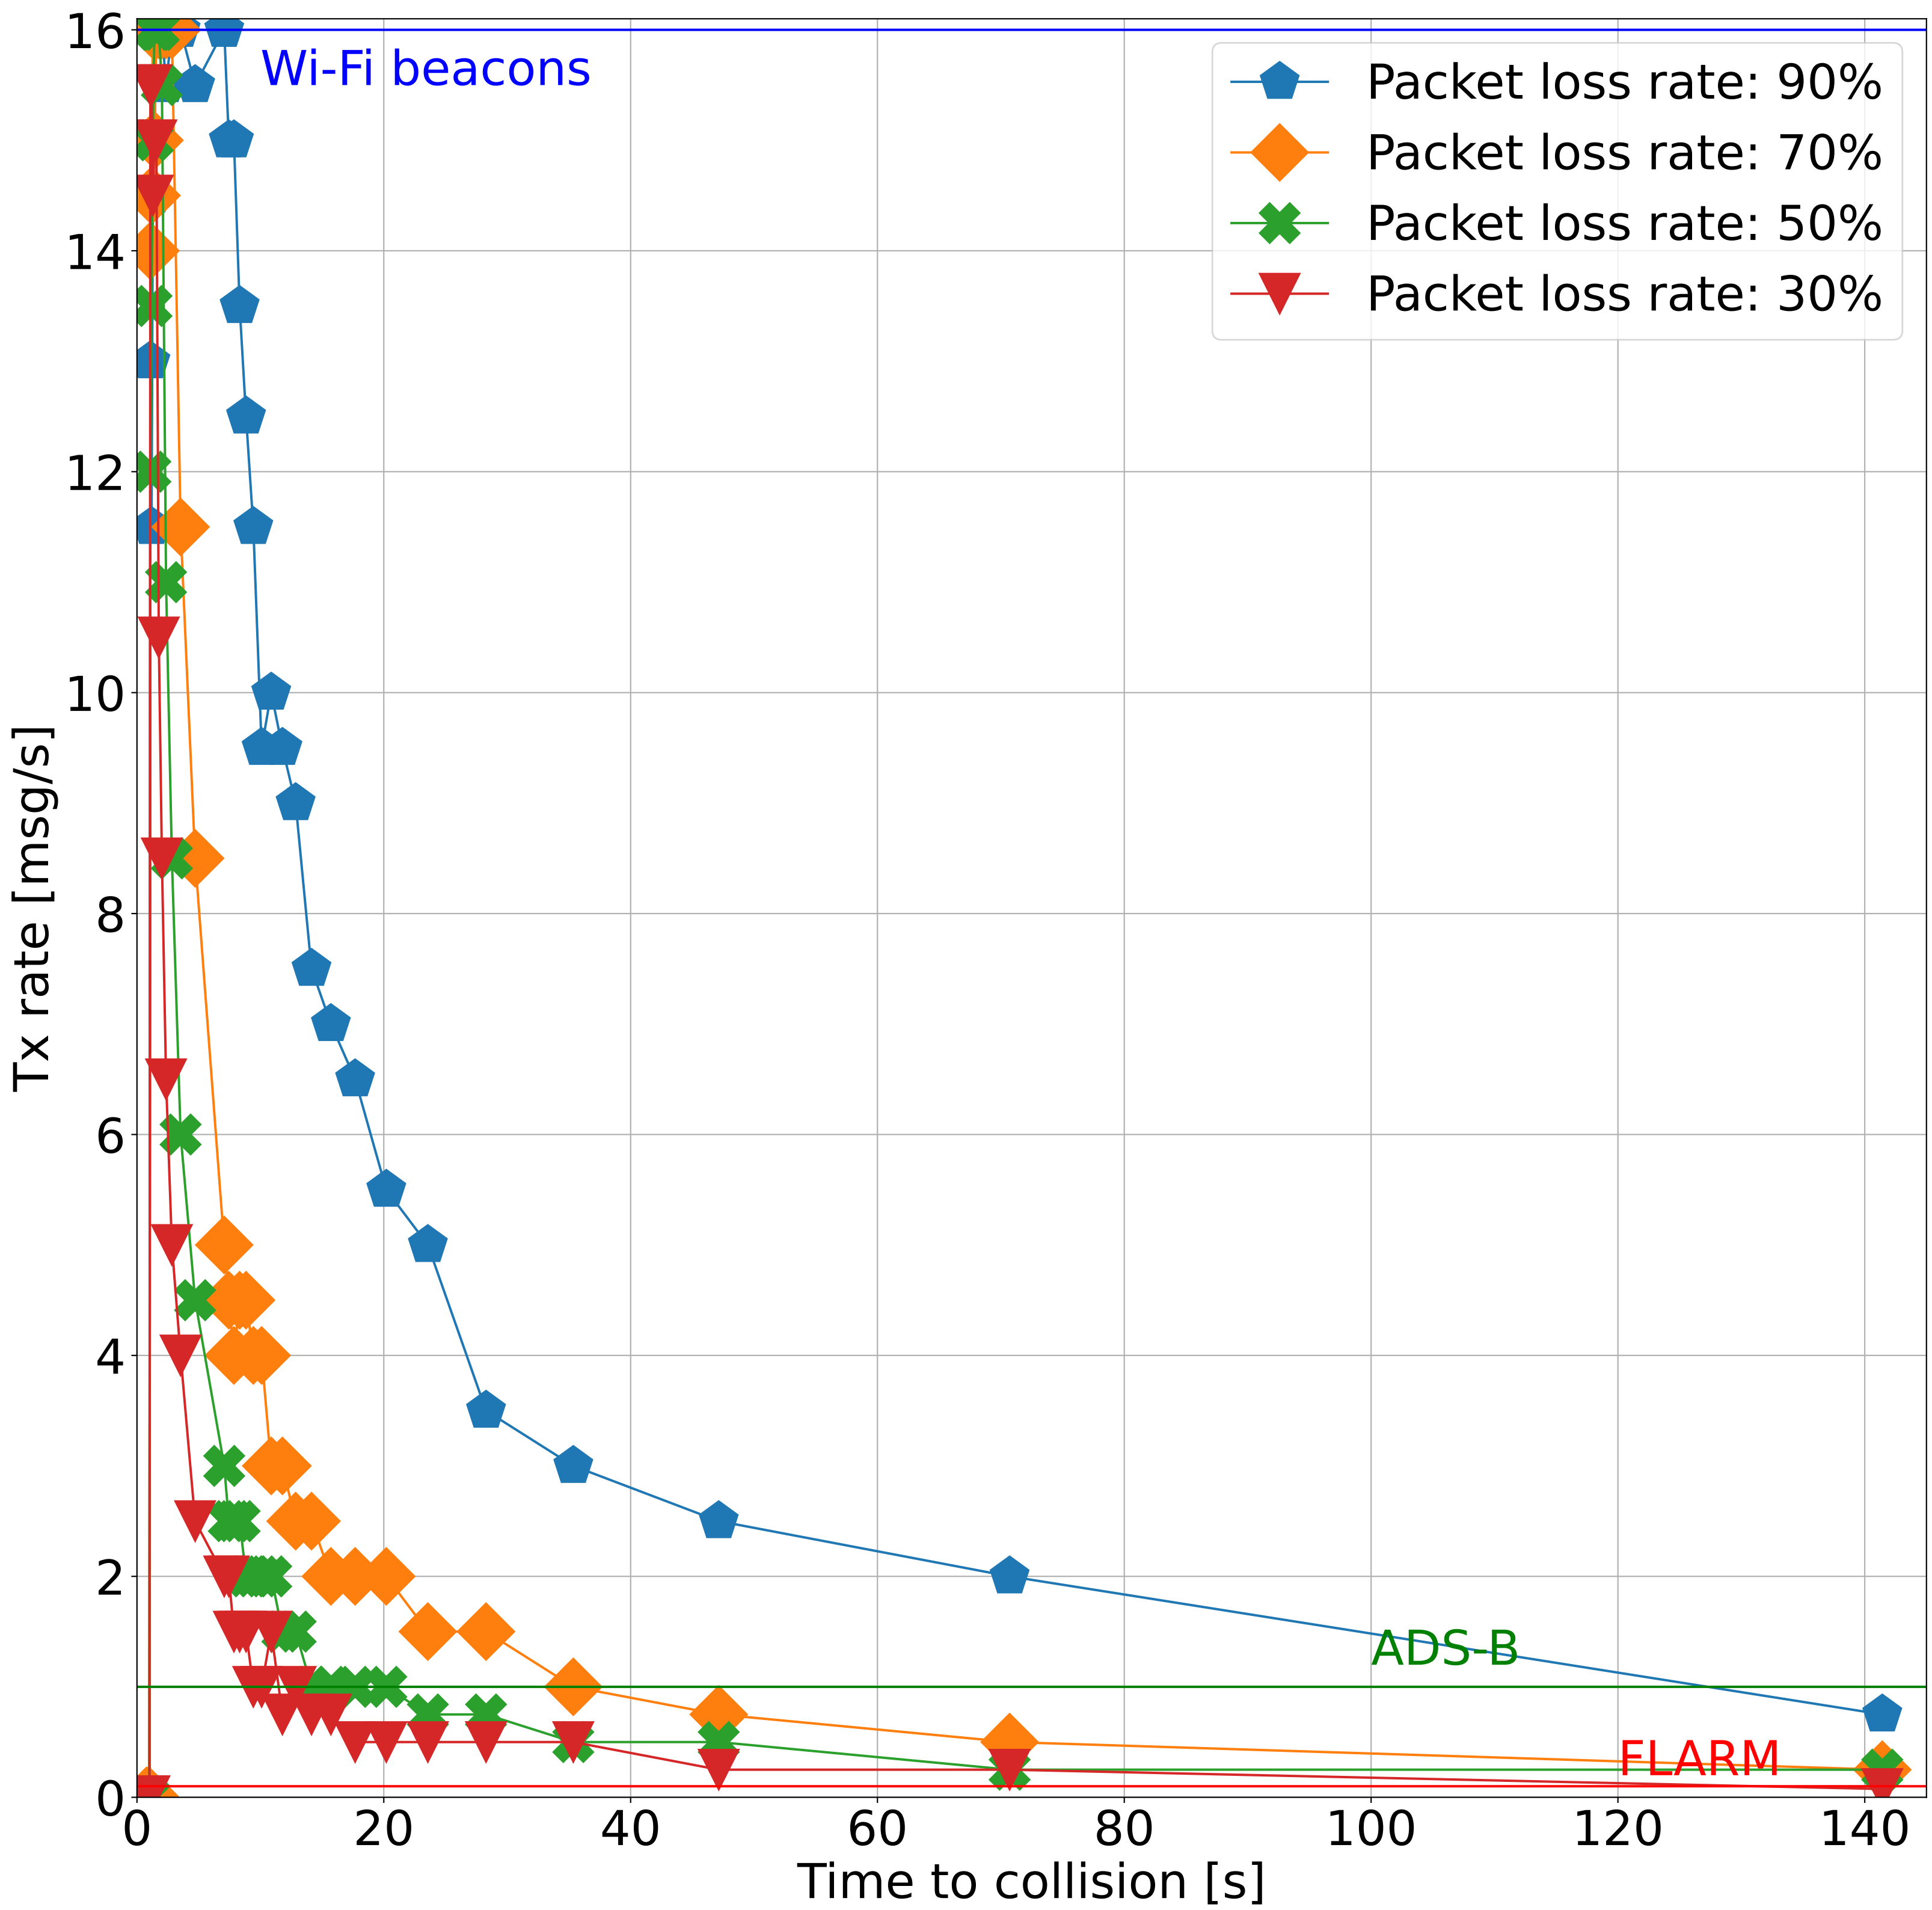 Wi-Fi beacons
Packet loss rate: 90%
Packet loss rate: 70%
Packet loss rate: 50%
Packet loss rate: 30%
16
14
12
10
8
6
4
2
0
Tx rate [msg/s]
ADS-B
FLARM
0 20 40 60 80 100 120 140
Time to collision [s]